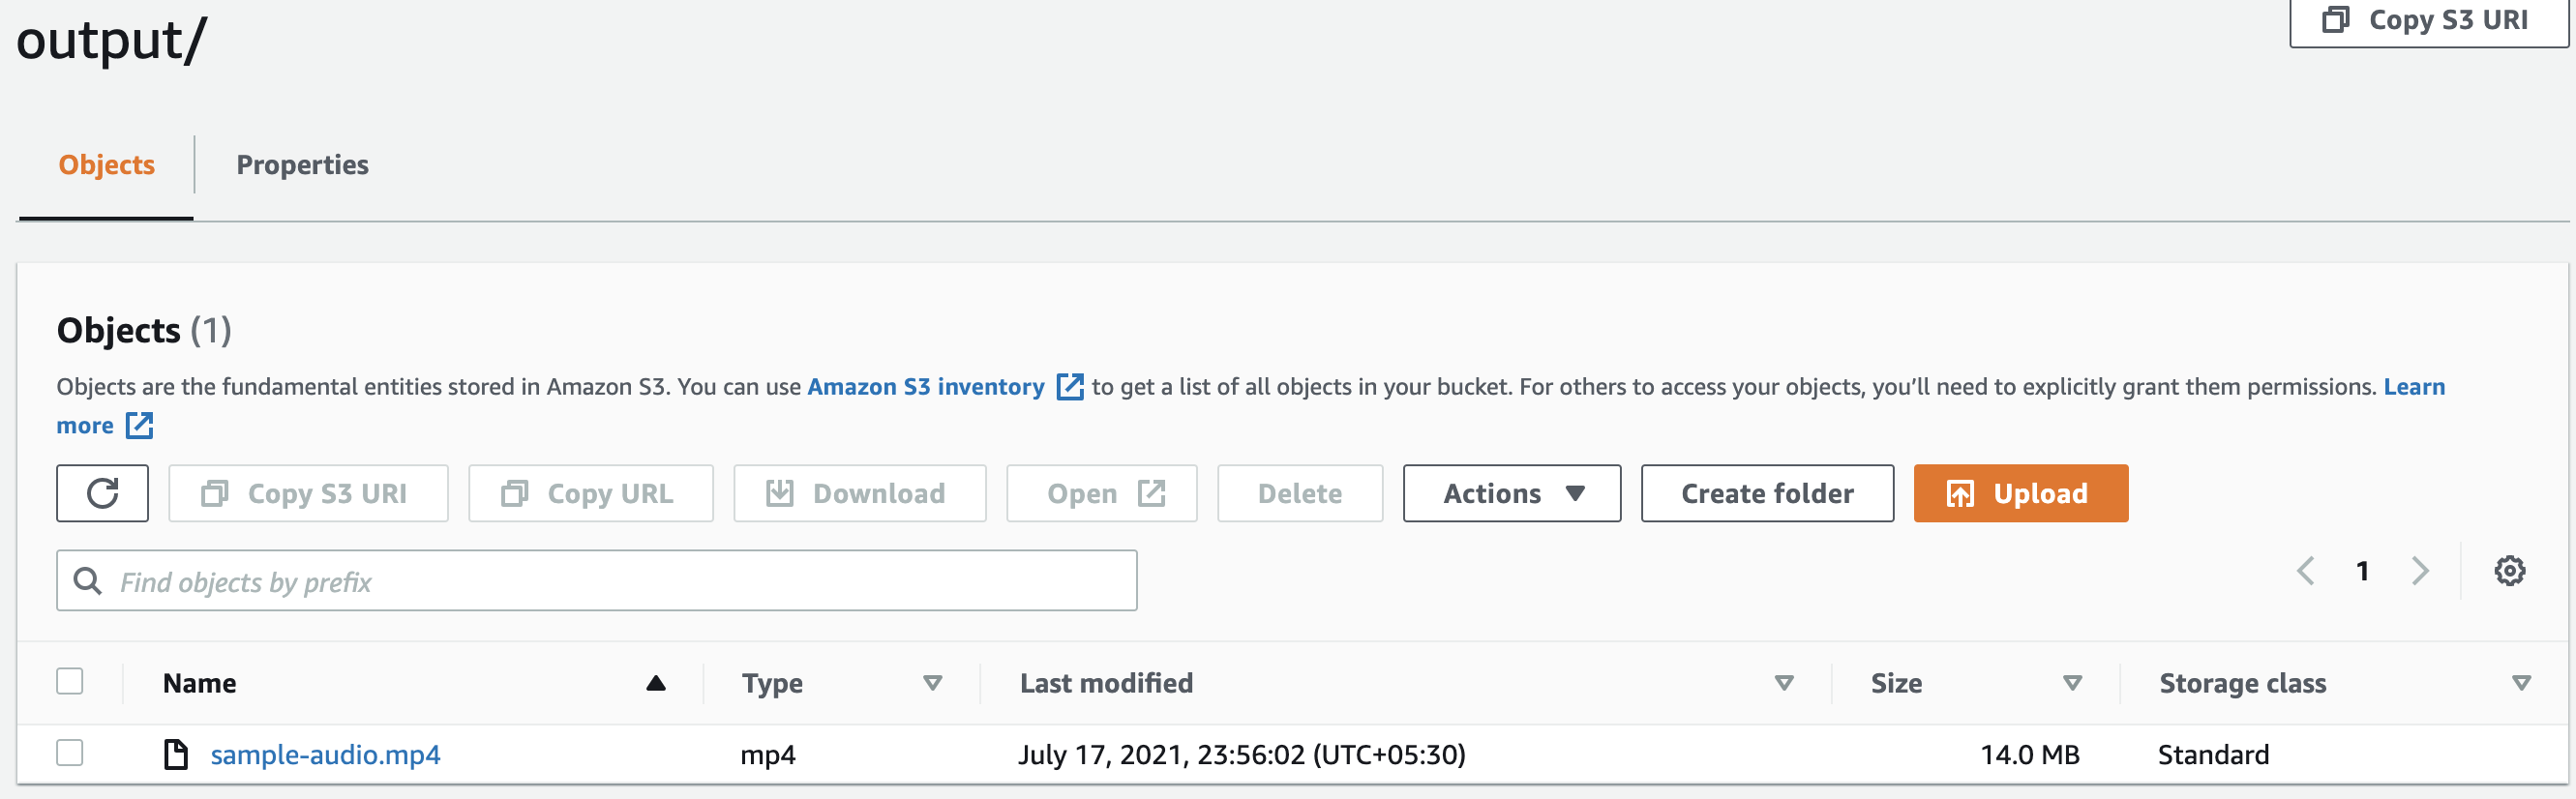 output/
Copy S3 URI
Objects
Properties
Objects (1)
Objects are the fundamental entities stored in Amazon S3. You can use Amazon S3 inventory to get a list of all objects in your bucket. For others to access your objects, you’ll need to explicitly grant them permissions. Learn
more
Copy S3 URI
Copy URL
Download
Open
Delete
Actions
Create folder
Upload
Find objects by prefix
1
Name
Type
Last modified
Size
Storage class
sample-audio.mp4
mp4
July 17, 2021, 23:56:02 (UTC+05:30)
14.0 MB
Standard